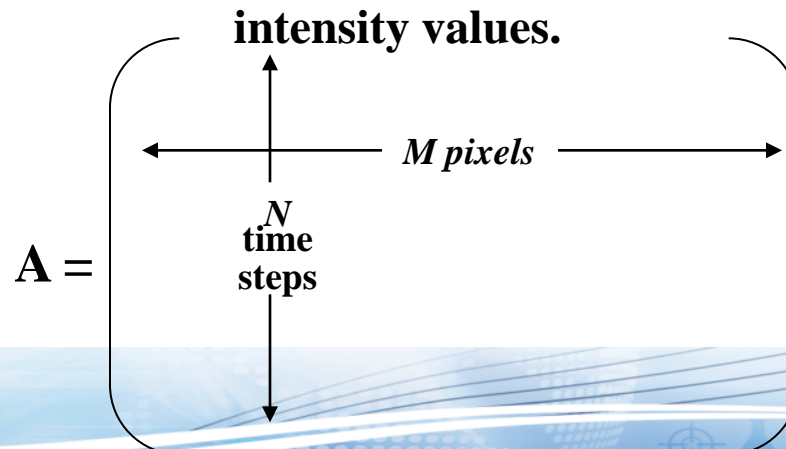 intensity values.
M pixels
N
time
A =
steps